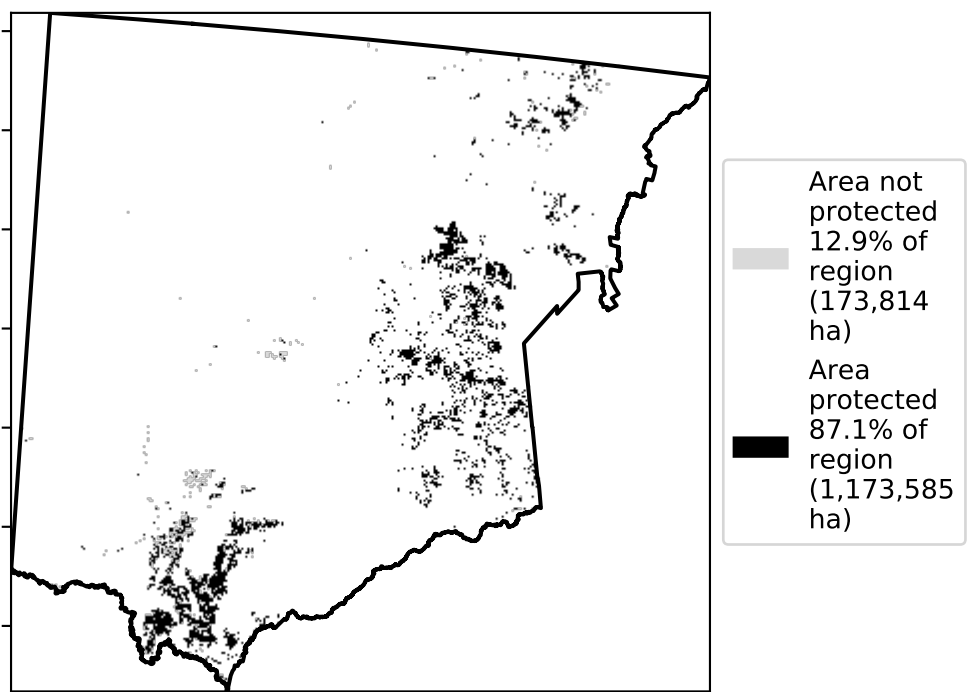 Area not
protected
12.9% of
region
(173,814
ha)
Area
protected
87.1% of
region
(1,173,585
ha)